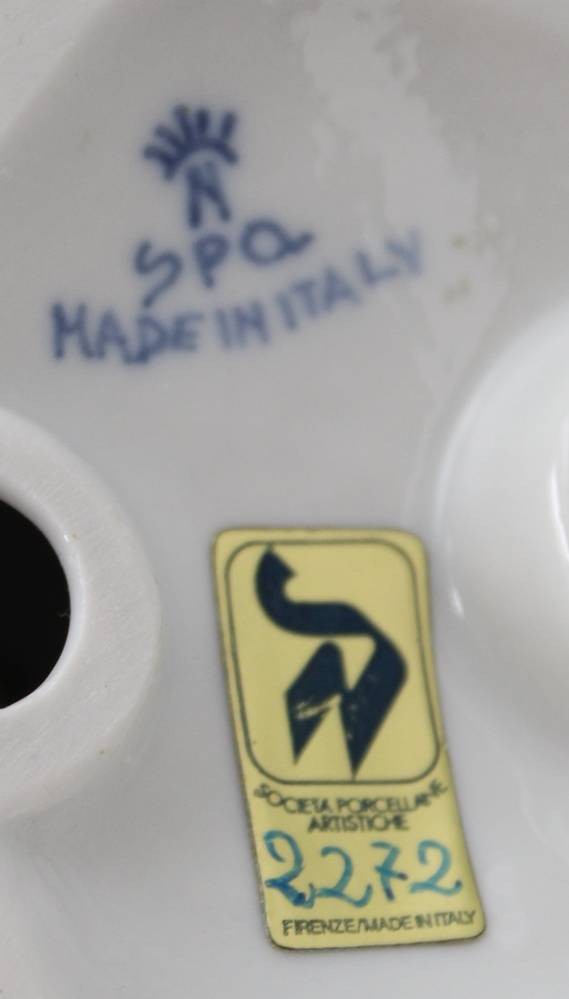 N
SPA
MADE IN ITALY
SOCIETA PORCELLANE
ARTISTICHE
2272
FIRENZE/MADE IN ITALY